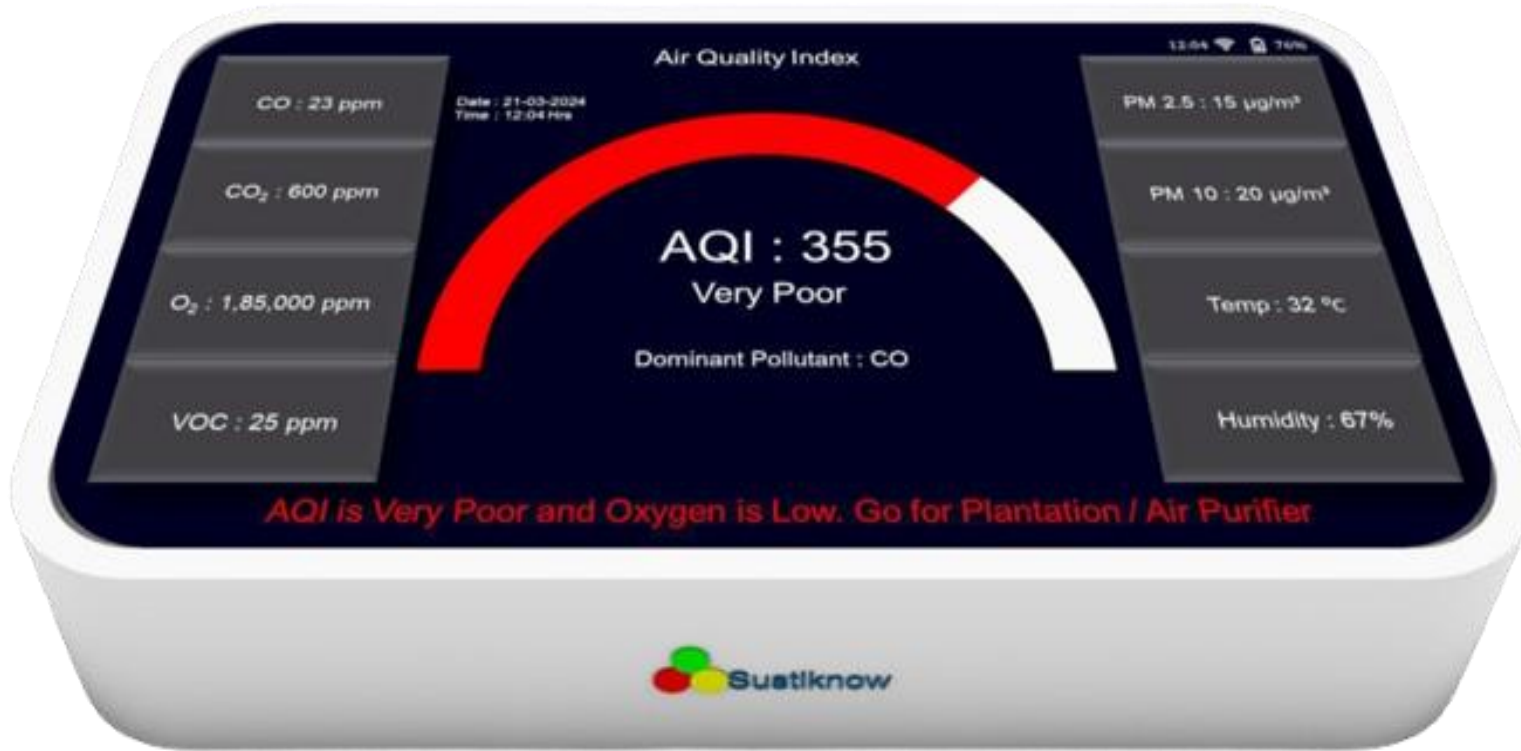 Air Quality Index
12:04 76%
Date : 21-03-2024
Time : 12:04 Hrs
CO : 23 ppm
CO₂ : 600 ppm
O₂ : 1,85,000 ppm
VOC : 25 ppm
AQI : 355
Very Poor
Dominant Pollutant : CO
PM 2.5 : 15 µg/m³
PM 10 : 20 µg/m³
Temp : 32 ºC
Humidity : 67%
AQI is Very Poor and Oxygen is Low. Go for Plantation / Air Purifier
Sustiknow